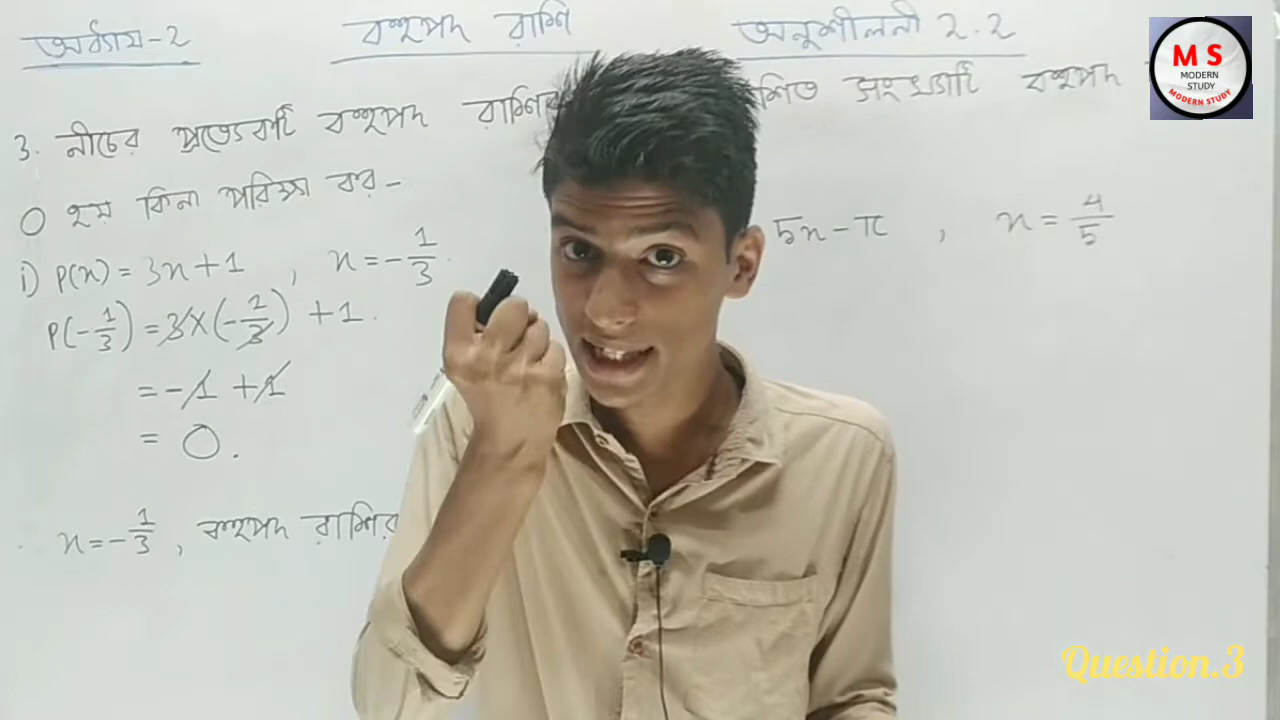 অধ্যায়-2 বহুপদ রাশি অনুশীলনী 2.2
3. নীচের প্রত্যেকটি বহুপদ রাশির সংখ্যাটি বহুপদ
0 হয় কিনা পরিক্ষা কর-
i) P(x) = 3x+1 , x = -1/3
5x-π , x = 4/5
P(-1/3) = 3×(-1/3) +1.
= -1 +1
= 0.
x = -1/3 , বহুপদ রাশির
M S
MODERN
STUDY
MODERN STUDY
Question.3